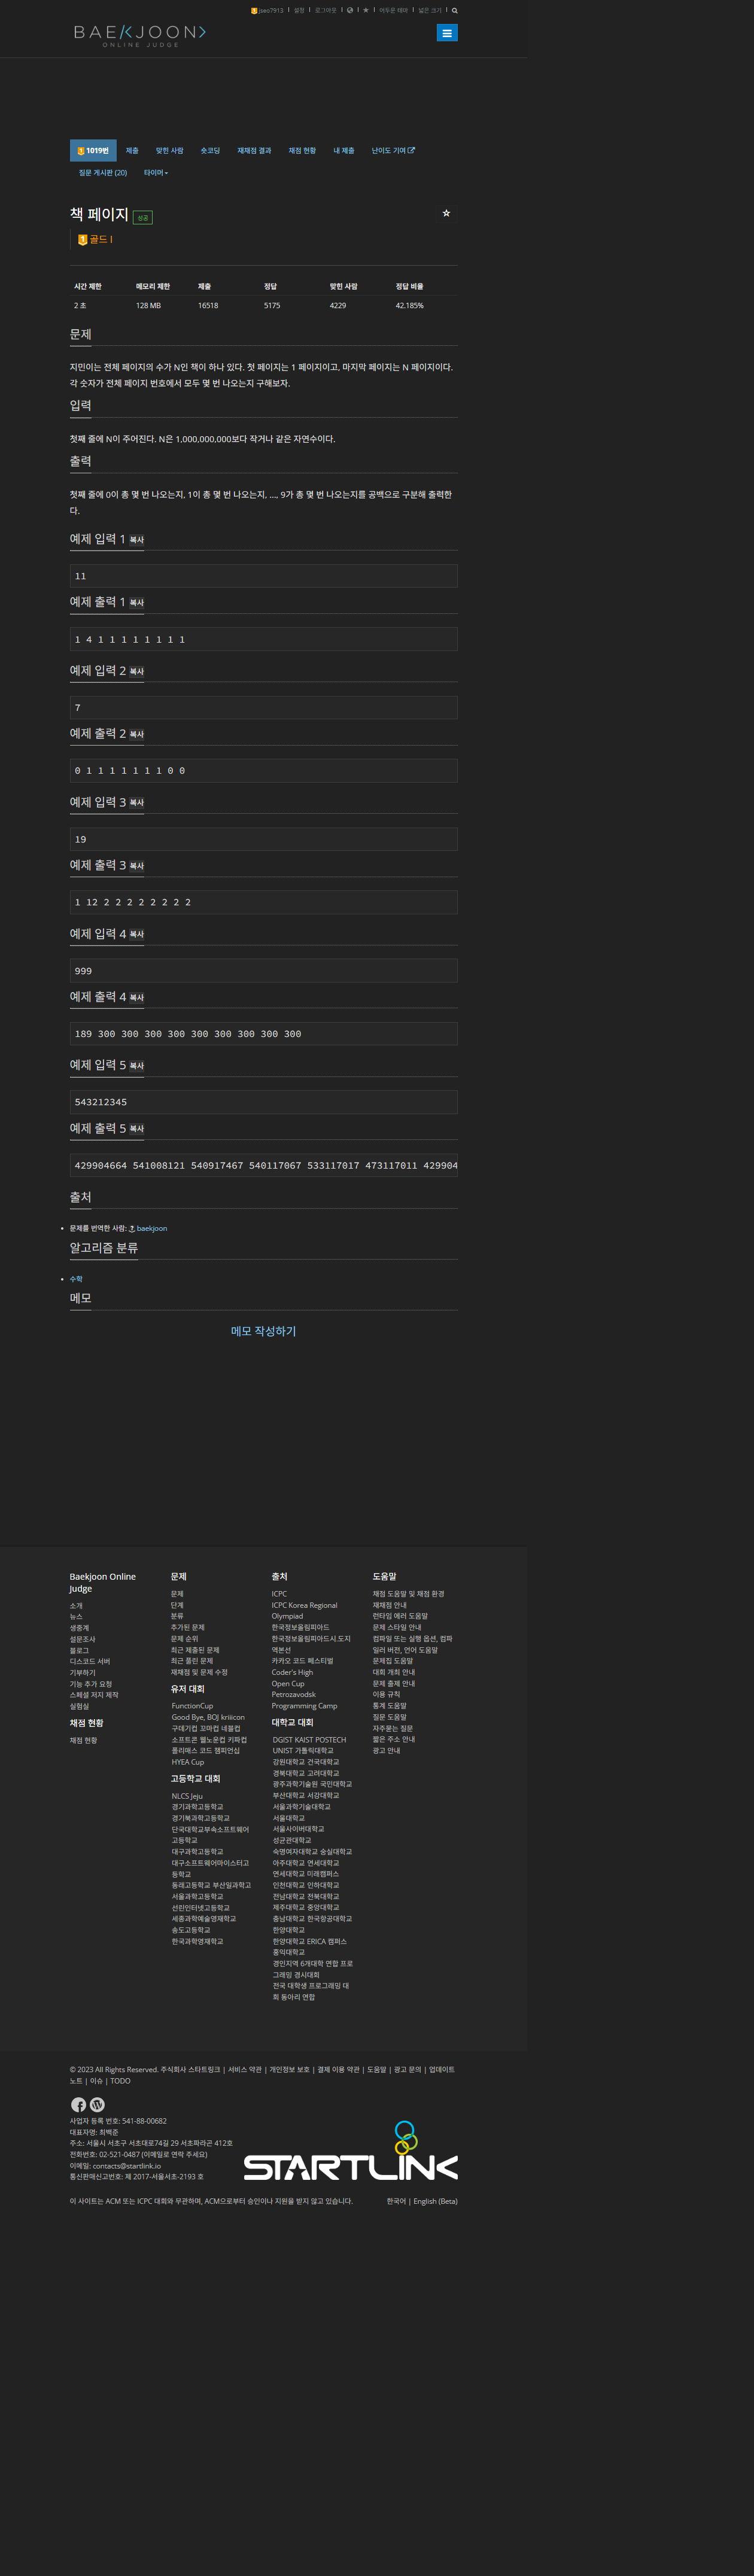 jseo7913 | 설정 | 로그아웃 | 어두운 테마 | 넓은 크기
BAEKJOON
ONLINE JUDGE
1019번 제출 맞힌 사람 숏코딩 재채점 결과 채점 현황 내 제출 난이도 기여
질문 게시판 (20) 타이머
책 페이지 성공
골드 I
시간 제한 메모리 제한 제출 정답 맞힌 사람 정답 비율
2 초 128 MB 16518 5175 4229 42.185%
문제
지민이는 전체 페이지의 수가 N인 책이 하나 있다. 첫 페이지는 1 페이지이고, 마지막 페이지는 N 페이지이다.
각 숫자가 전체 페이지 번호에서 모두 몇 번 나오는지 구해보자.
입력
첫째 줄에 N이 주어진다. N은 1,000,000,000보다 작거나 같은 자연수이다.
출력
첫째 줄에 0이 총 몇 번 나오는지, 1이 총 몇 번 나오는지, ..., 9가 총 몇 번 나오는지를 공백으로 구분해 출력한
다.
예제 입력 1 복사
11
예제 출력 1 복사
1 4 1 1 1 1 1 1 1 1
예제 입력 2 복사
7
예제 출력 2 복사
0 1 1 1 1 1 1 1 0 0
예제 입력 3 복사
19
예제 출력 3 복사
1 12 2 2 2 2 2 2 2 2
예제 입력 4 복사
999
예제 출력 4 복사
189 300 300 300 300 300 300 300 300 300
예제 입력 5 복사
543212345
예제 출력 5 복사
429904664 541008121 540917467 540117067 533117017 473117011 429904
출처
문제를 번역한 사람: baekjoon
알고리즘 분류
수학
메모
메모 작성하기
Baekjoon Online
Judge
소개
뉴스
생중계
설문조사
블로그
디스코드 서버
기부하기
기능 추가 요청
스페셜 저지 제작
실험실
채점 현황
채점 현황
문제
문제
단계
분류
추가된 문제
문제 순위
최근 제출된 문제
최근 풀린 문제
재채점 및 문제 수정
유저 대회
FunctionCup
Good Bye, BOJ kriiicon
구데기컵 꼬마컵 네블컵
소프트콘 웰노운컵 키파컵
폴리매스 코드 챔피언십
HYEA Cup
고등학교 대회
NLCS Jeju
경기과학고등학교
경기북과학고등학교
단국대학교부속소프트웨어
고등학교
대구과학고등학교
대구소프트웨어마이스터고
등학교
동래고등학교 부산일과학고
서울과학고등학교
선린인터넷고등학교
세종과학예술영재학교
송도고등학교
한국과학영재학교
출처
ICPC
ICPC Korea Regional
Olympiad
한국정보올림피아드
한국정보올림피아드시.도지
역본선
카카오 코드 페스티벌
Coder's High
Open Cup
Petrozavodsk
Programming Camp
대학교 대회
DGIST KAIST POSTECH
UNIST 가톨릭대학교
강원대학교 건국대학교
경북대학교 고려대학교
광주과학기술원 국민대학교
부산대학교 서강대학교
서울과학기술대학교
서울대학교
서울사이버대학교
성균관대학교
숙명여자대학교 숭실대학교
아주대학교 연세대학교
연세대학교 미래캠퍼스
인천대학교 인하대학교
전남대학교 전북대학교
제주대학교 중앙대학교
충남대학교 한국항공대학교
한양대학교
한양대학교 ERICA 캠퍼스
홍익대학교
경인지역 6개대학 연합 프로
그래밍 경시대회
전국 대학생 프로그래밍 대
회 동아리 연합
도움말
채점 도움말 및 채점 환경
재채점 안내
런타임 에러 도움말
문제 스타일 안내
컴파일 또는 실행 옵션, 컴파
일러 버전, 언어 도움말
문제집 도움말
대회 개최 안내
문제 출제 안내
이용 규칙
통계 도움말
질문 도움말
자주묻는 질문
짧은 주소 안내
광고 안내
© 2023 All Rights Reserved. 주식회사 스타트링크 | 서비스 약관 | 개인정보 보호 | 결제 이용 약관 | 도움말 | 광고 문의 | 업데이트
노트 | 이슈 | TODO
사업자 등록 번호: 541-88-00682
대표자명: 최백준
주소: 서울시 서초구 서초대로74길 29 서초파라곤 412호
전화번호: 02-521-0487 (이메일로 연락 주세요)
이메일: contacts@startlink.io
통신판매신고번호: 제 2017-서울서초-2193 호
STARTLINK
이 사이트는 ACM 또는 ICPC 대회와 무관하며, ACM으로부터 승인이나 지원을 받지 않고 있습니다. 한국어 | English (Beta)